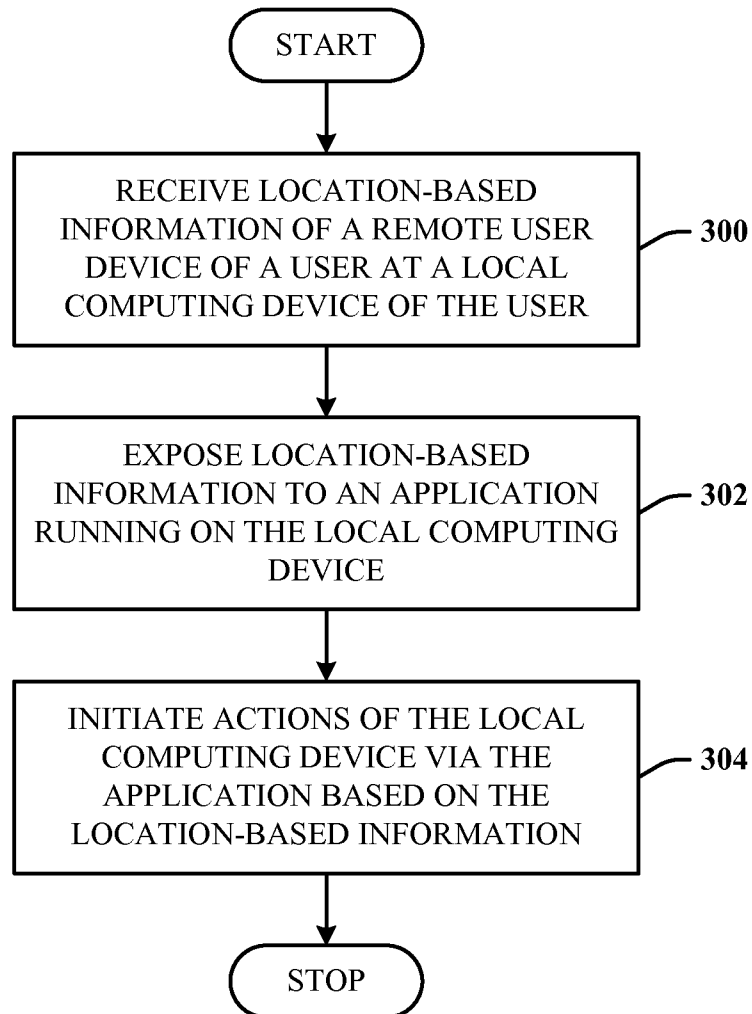 START
RECEIVE LOCATION-BASED
INFORMATION OF A REMOTE USER
DEVICE OF A USER AT A LOCAL
COMPUTING DEVICE OF THE USER
300
EXPOSE LOCATION-BASED
INFORMATION TO AN APPLICATION
RUNNING ON THE LOCAL COMPUTING
DEVICE
302
INITIATE ACTIONS OF THE LOCAL
COMPUTING DEVICE VIA THE
APPLICATION BASED ON THE
LOCATION-BASED INFORMATION
304
STOP